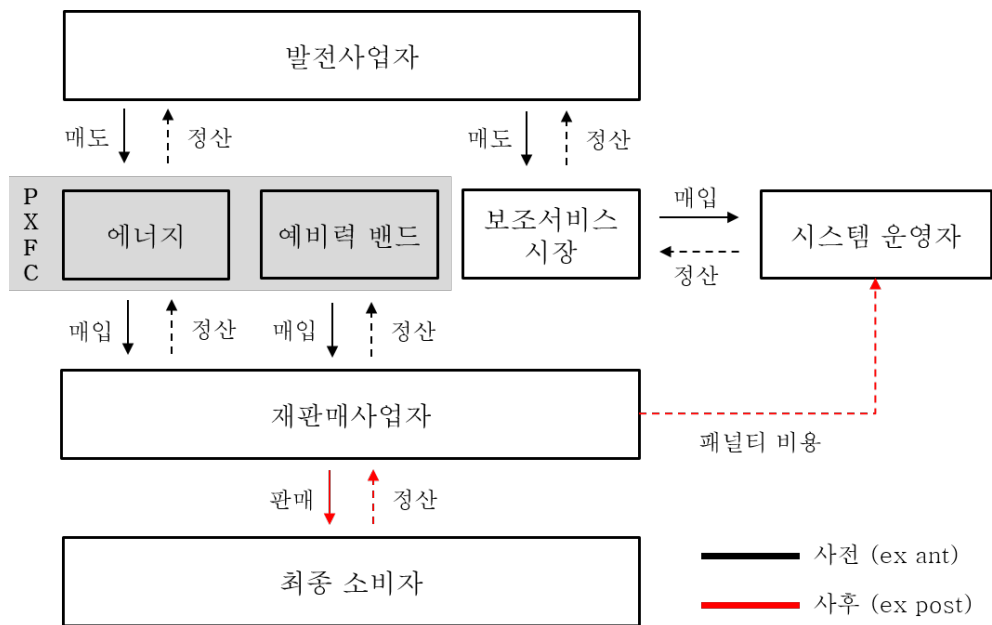 발전사업자
매도
정산
매도
정산
P
X
F
C
에너지
예비력 밴드
보조서비스
시장
매입
정산
시스템 운영자
매입
정산
매입
정산
재판매사업자
패널티 비용
판매
정산
최종 소비자
사전 (ex ant)
사후 (ex post)